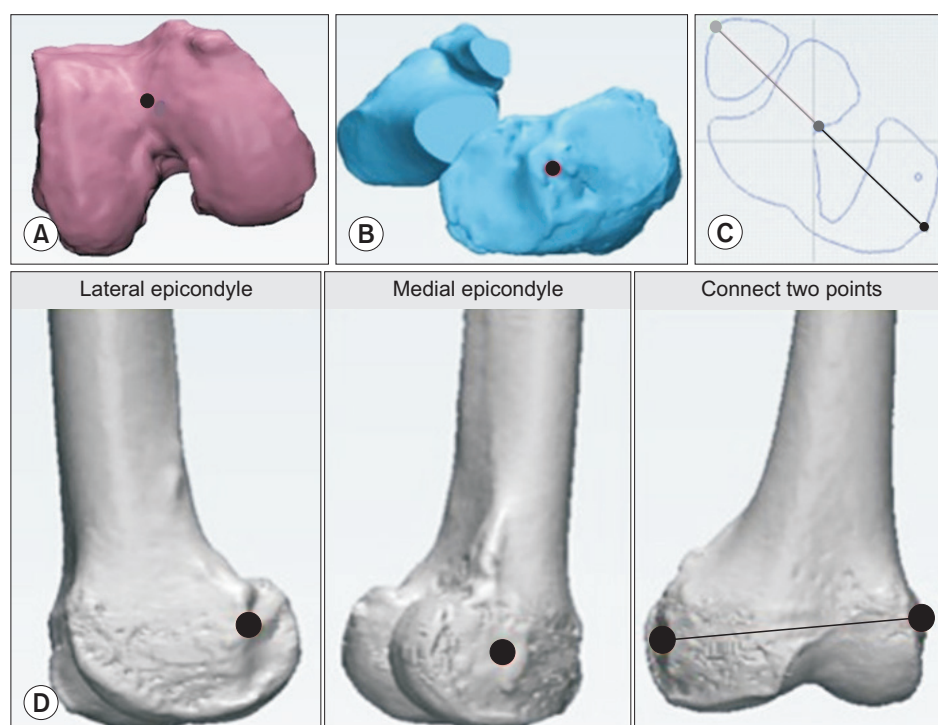 A
B
C
Lateral epicondyle
Medial epicondyle
Connect two points
D